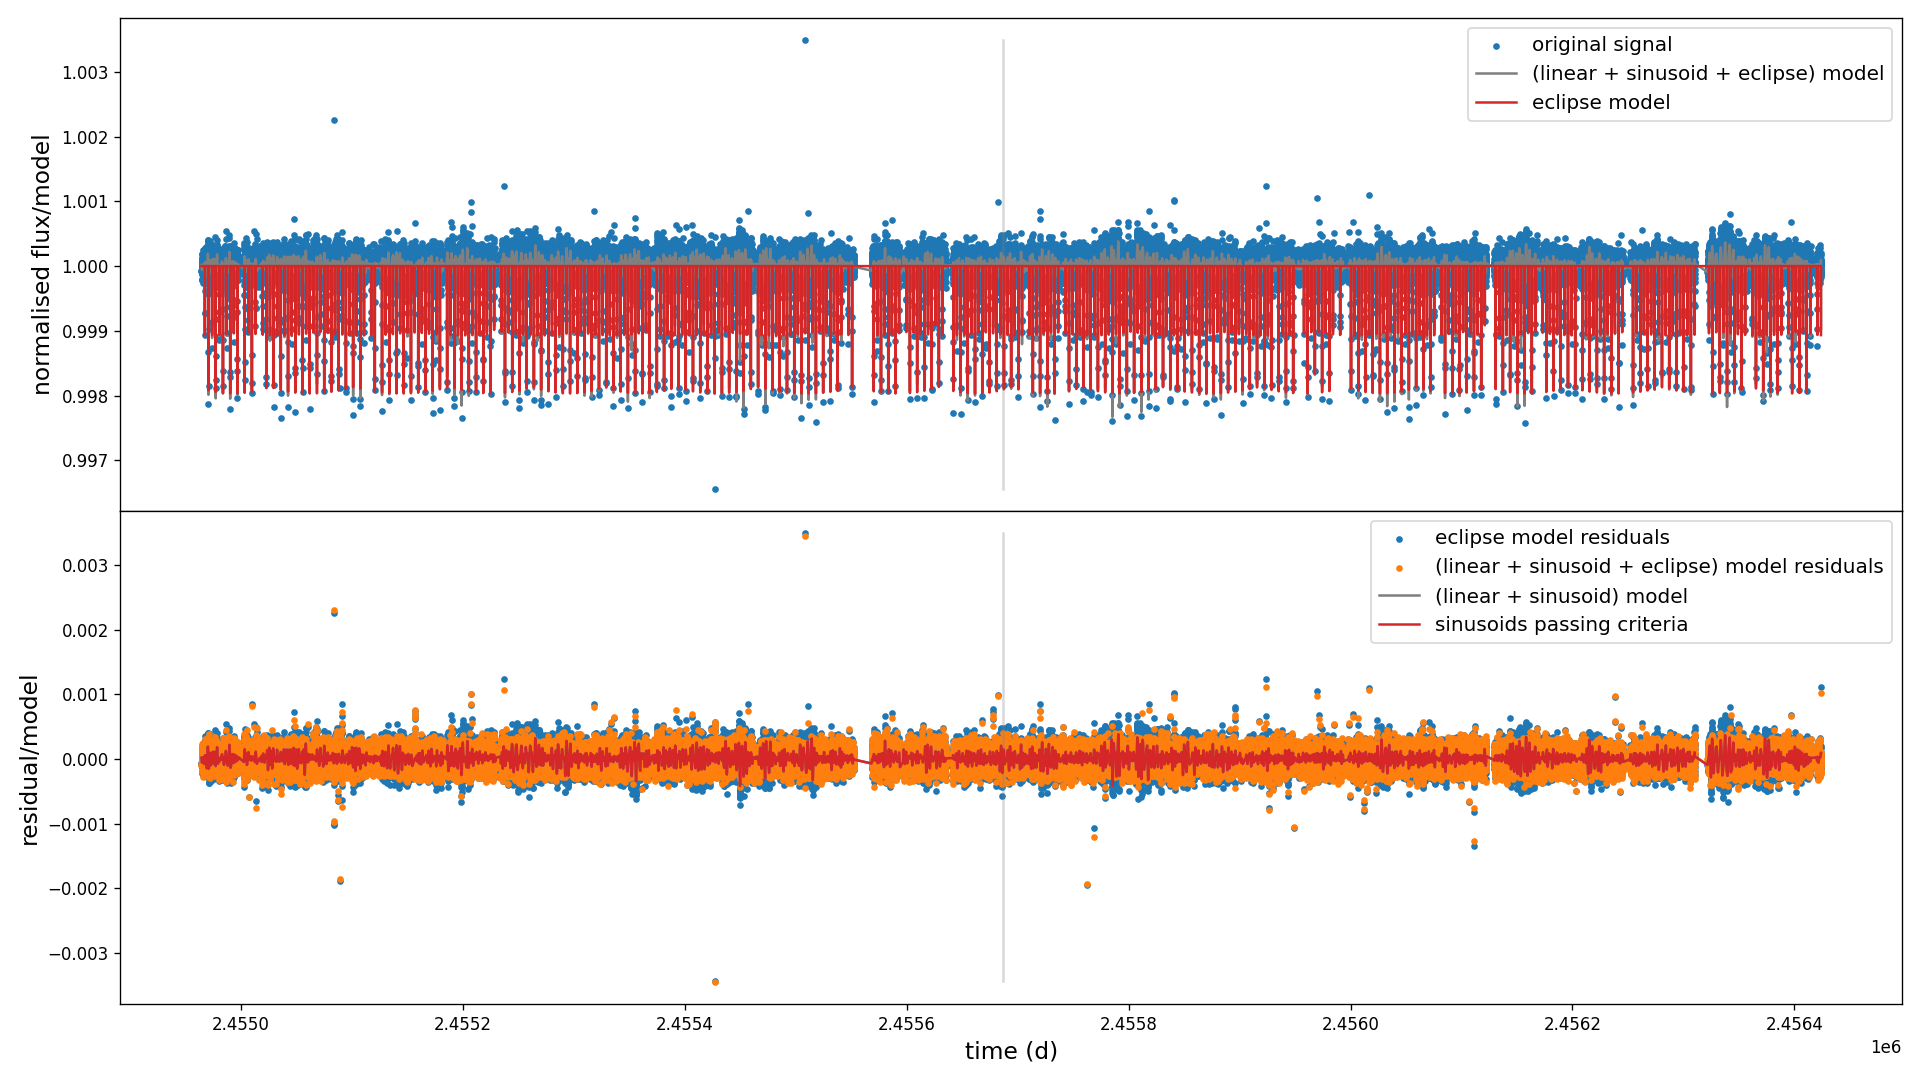 original signal
(linear + sinusoid + eclipse) model
eclipse model
normalised flux/model
1.003
1.002
1.001
1.000
0.999
0.998
0.997
eclipse model residuals
(linear + sinusoid + eclipse) model residuals
(linear + sinusoid) model
sinusoids passing criteria
residual/model
0.003
0.002
0.001
0.000
−0.001
−0.002
−0.003
2.4550 2.4552 2.4554 2.4556 2.4558 2.4560 2.4562 2.4564
time (d)
1e6